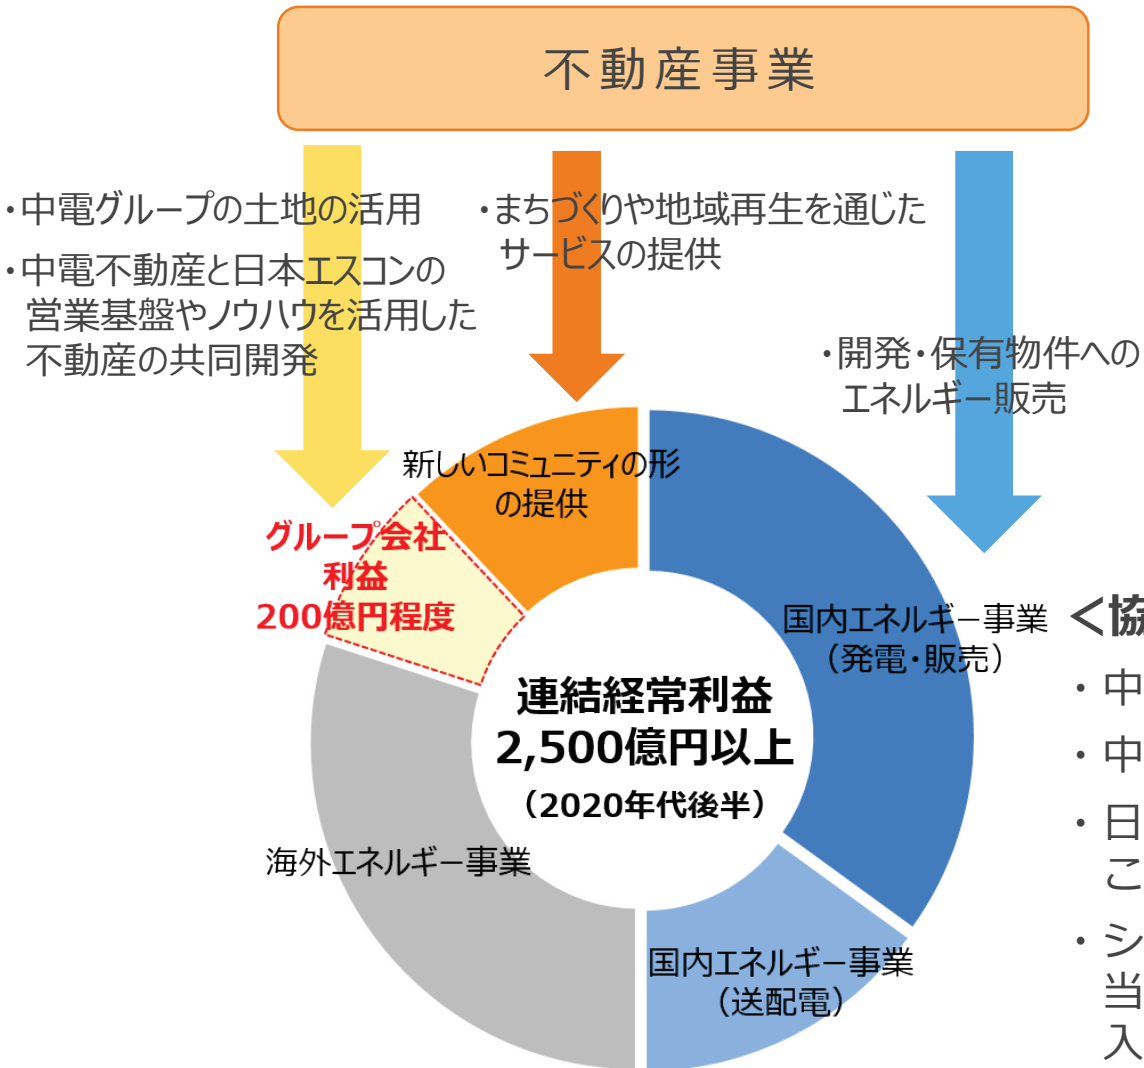 不動産事業
・中電グループの土地の活用
・中電不動産と日本エスコンの
営業基盤やノウハウを活用した
不動産の共同開発
・まちづくりや地域再生を通じた
サービスの提供
・開発・保有物件への
エネルギー販売
新しいコミュニティの形
の提供
グループ会社
利益
200億円程度
国内エネルギー事業
（発電・販売）
連結経常利益
2,500億円以上
（2020年代後半）
海外エネルギー事業
国内エネルギー事業
（送配電）
＜協
・中
・中
・日
こ
・シ
当
入